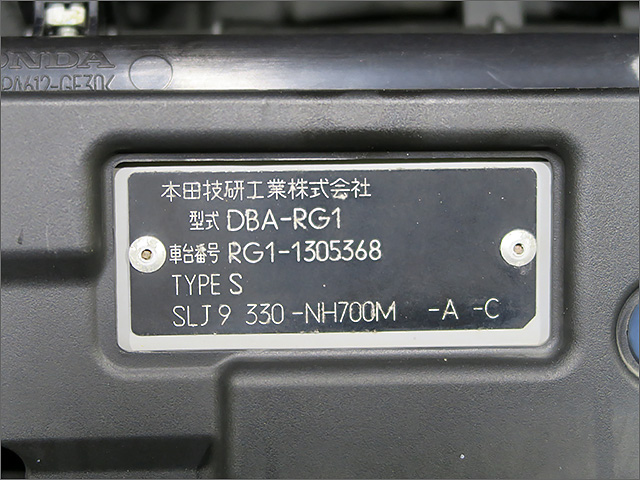 HONDA
本田技研工業株式会社
型式 DBA-RG1
車台番号 RG1-1305368
TYPE S
SLJ9 330-NH700M -A -C